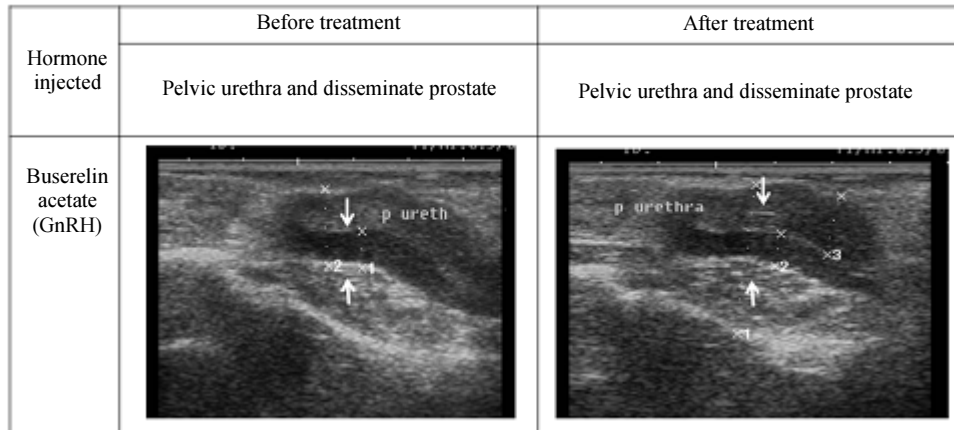 Hormone injected
Before treatment
After treatment
Pelvic urethra and disseminate prostate
Pelvic urethra and disseminate prostate
Buserelin
acetate
(GnRH)
p ureth
2
1
p urethra
3
2
1